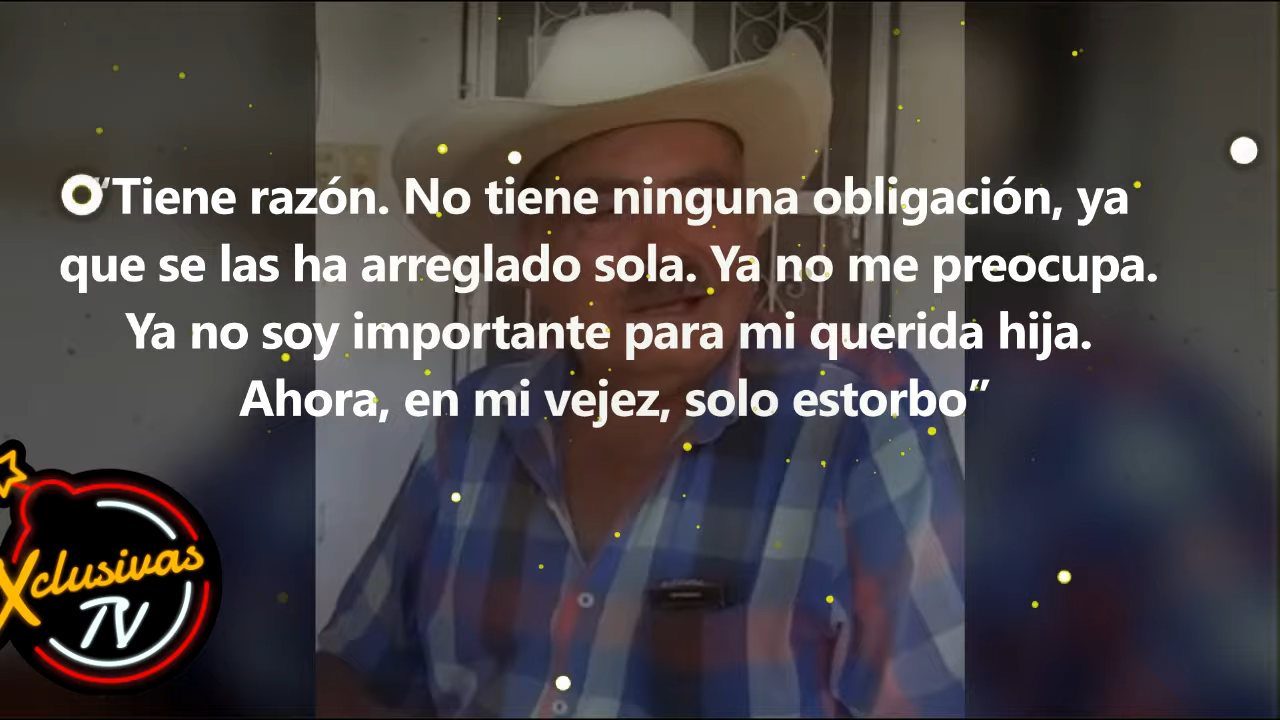 “Tiene razón. No tiene ninguna obligación, ya
que se las ha arreglado sola. Ya no me preocupa.
Ya no soy importante para mi querida hija.
Ahora, en mi vejez, solo estorbo”
Xclusivas
TV